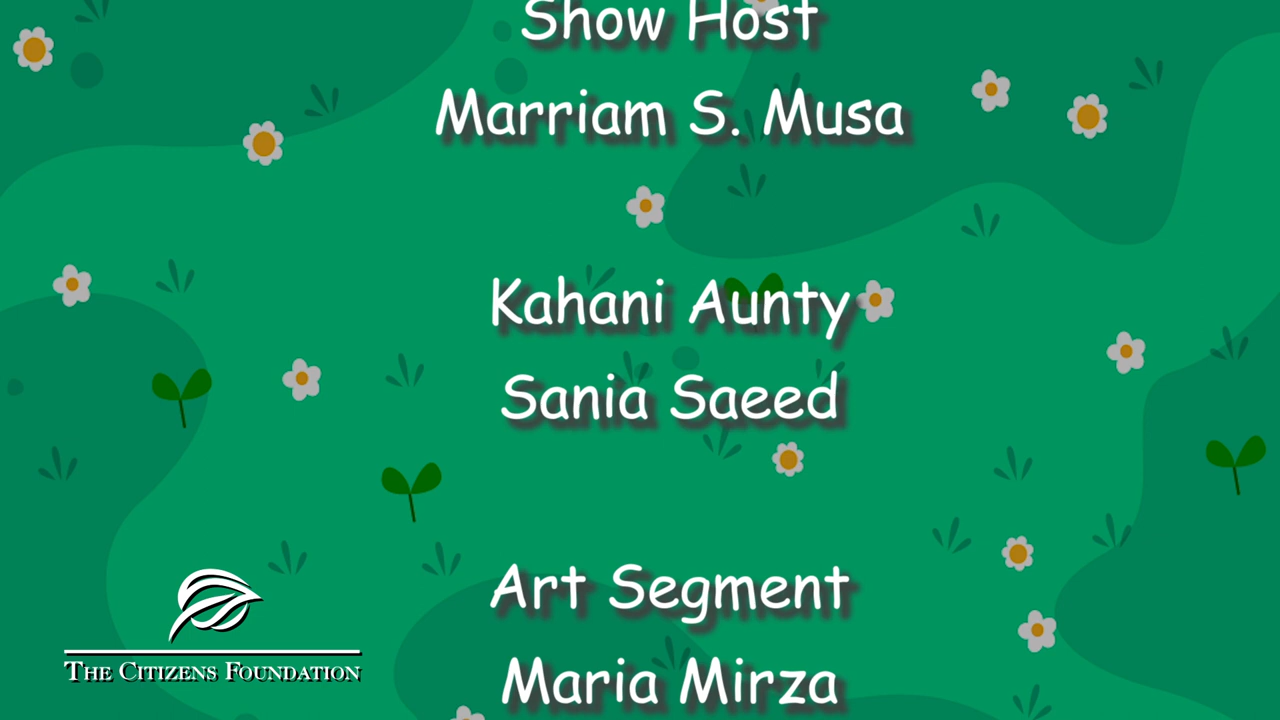 Show Host
Marriam S. Musa
Kahani Aunty
Sania Saeed
Art Segment
Maria Mirza
THE CITIZENS FOUNDATION